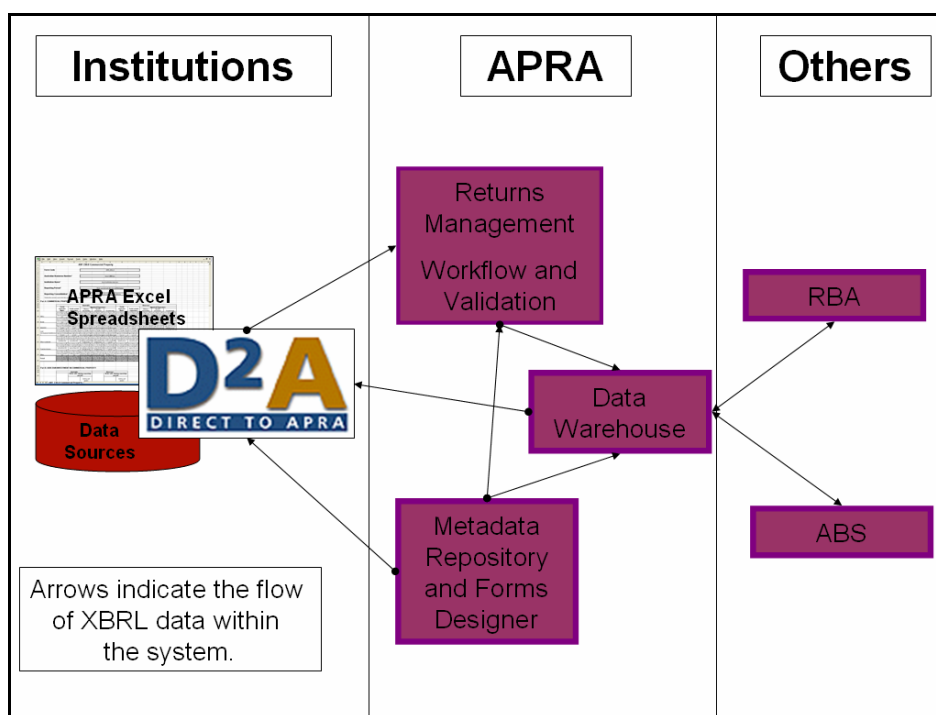 Institutions
APRA
Others
Returns
Management
Workflow and
Validation
APRA Excel
Spreadsheets
D2A
DIRECT TO APRA
Data
Sources
RBA
Data
Warehouse
Metadata
Repository
and Forms
Designer
ABS
Arrows indicate the flow
of XBRL data within
the system.